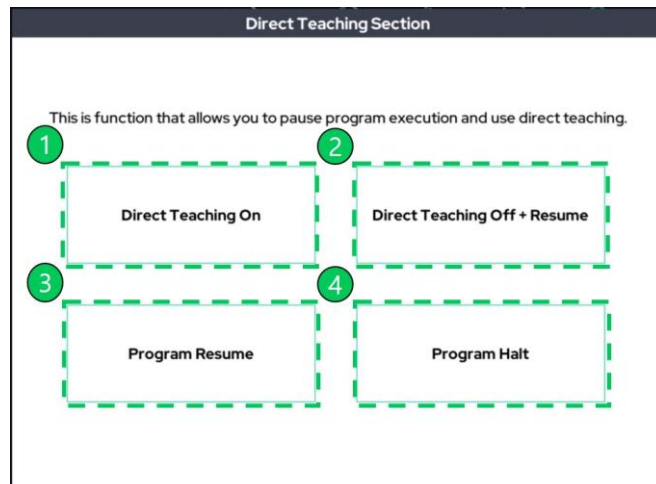 Direct Teaching Section
This is function that allows you to pause program execution and use direct teaching.
1
2
Direct Teaching On
Direct Teaching Off + Resume
3
4
Program Resume
Program Halt